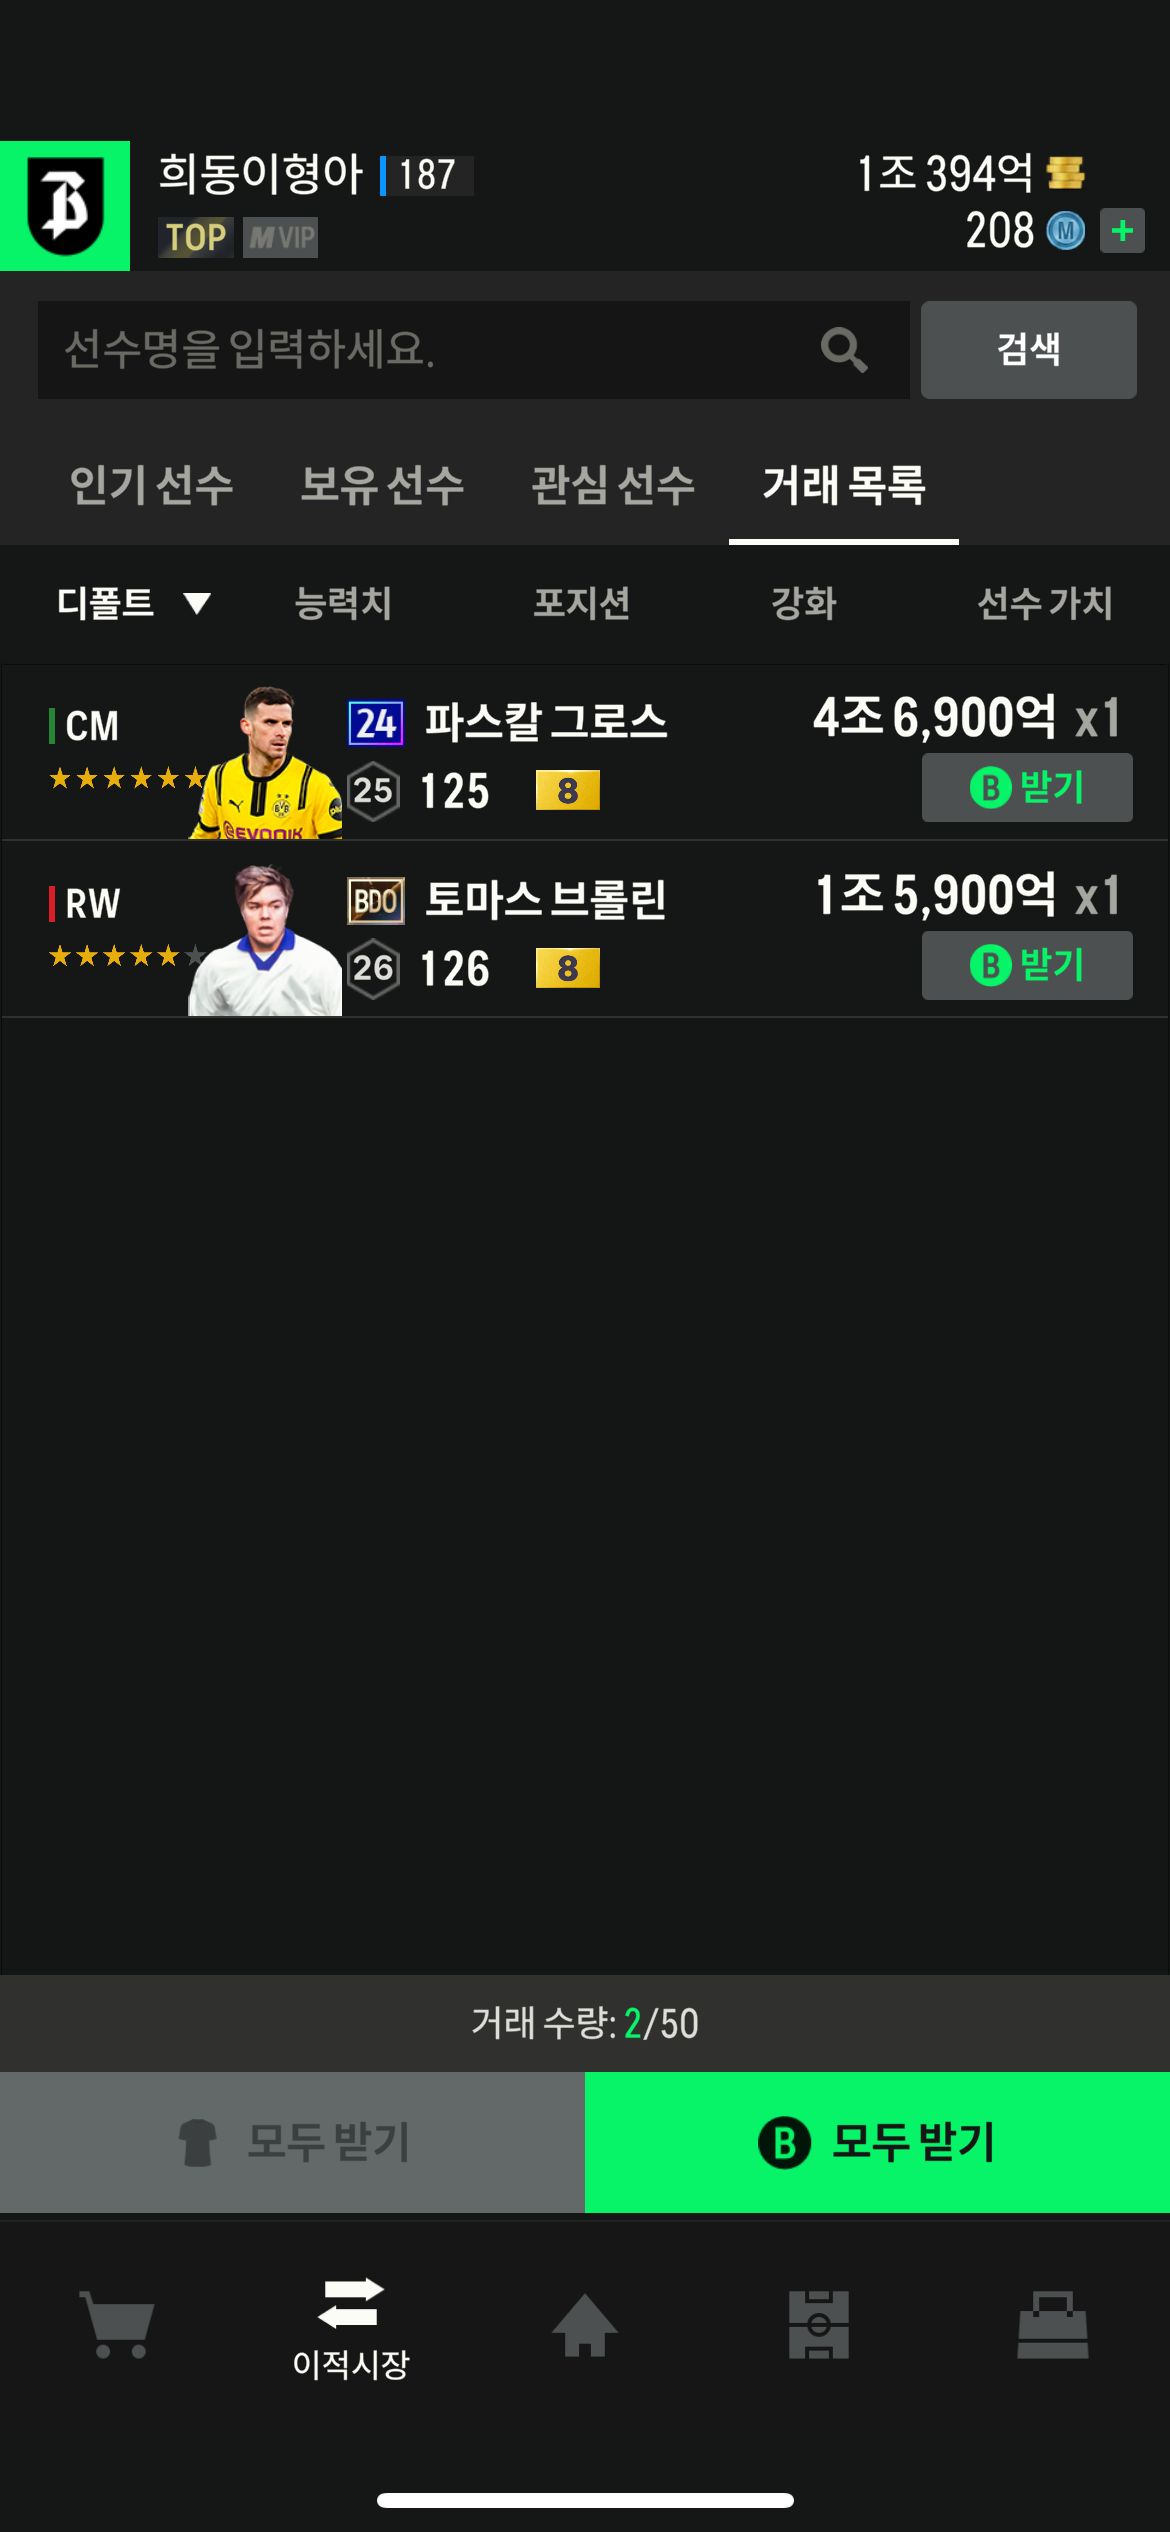 희동이형아 187
1조 394억
TOP M VIP
208 M +
선수명을 입력하세요.
검색
인기 선수 보유 선수 관심 선수 거래 목록
디폴트 ▼ 능력치 포지션 강화 선수 가치
CM 24 파스칼 그로스 4조 6,900억 x1
★★★★★★ 25 125 8 B 받기
BVB 09
EVONIK
RW BDO 토마스 브롤린 1조 5,900억 x1
★★★★★★ 26 126 8 B 받기
거래 수량: 2/50
모두 받기 B 모두 받기
이적시장